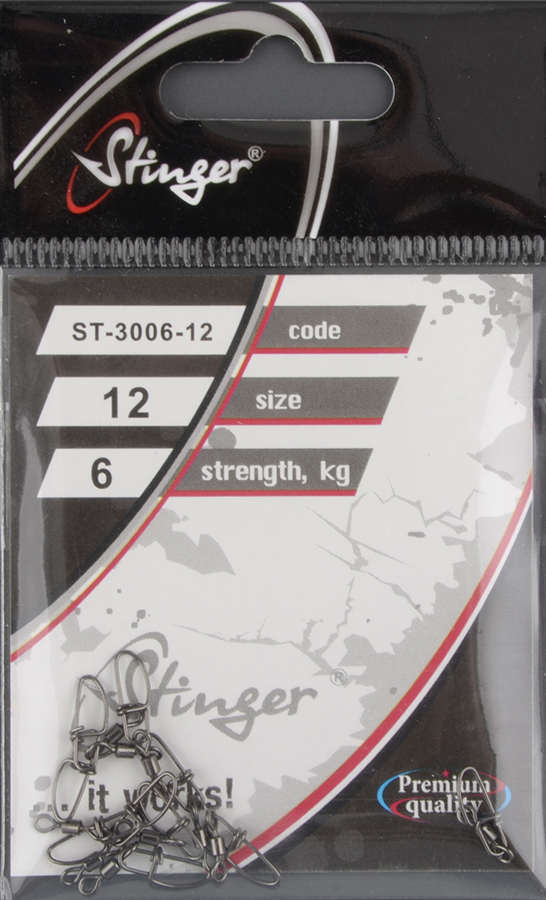 Stinger®
ST-3006-12 code
12 size
6 strength, kg
Stinger®
... it works!
Premium
quality